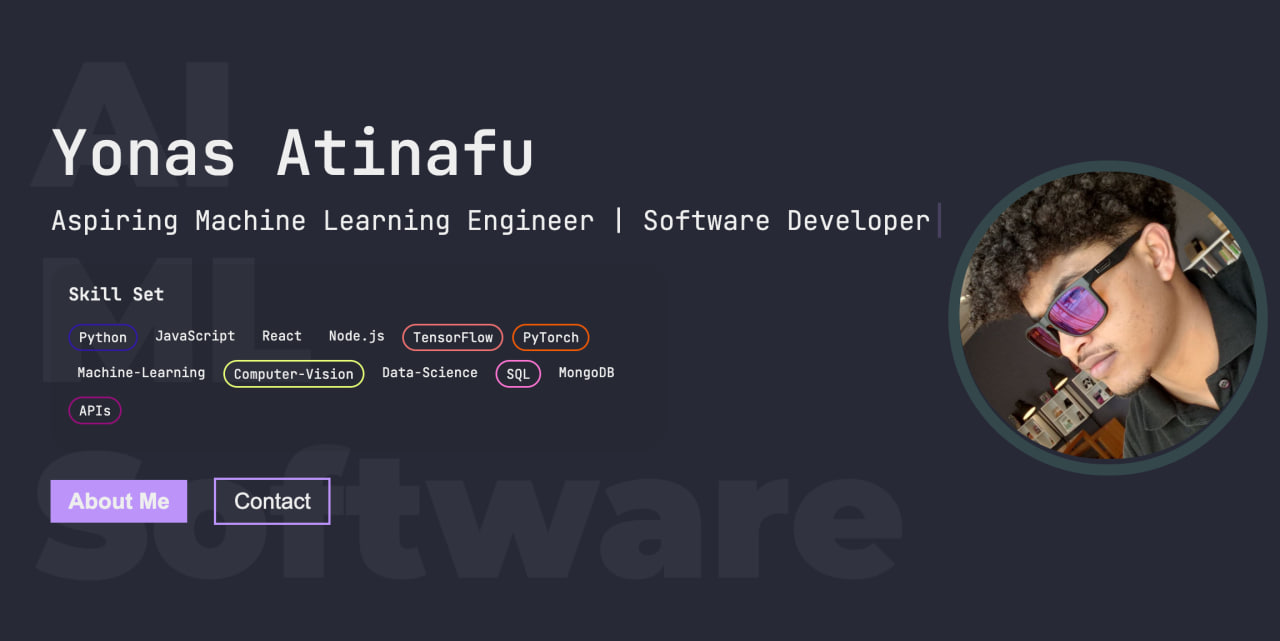 AI
Yonas Atinafu
Aspiring Machine Learning Engineer | Software Developer
ML
Skill Set
Python JavaScript React Node.js TensorFlow PyTorch
Machine-Learning Computer-Vision Data-Science SQL MongoDB
APIs
Software
About Me Contact